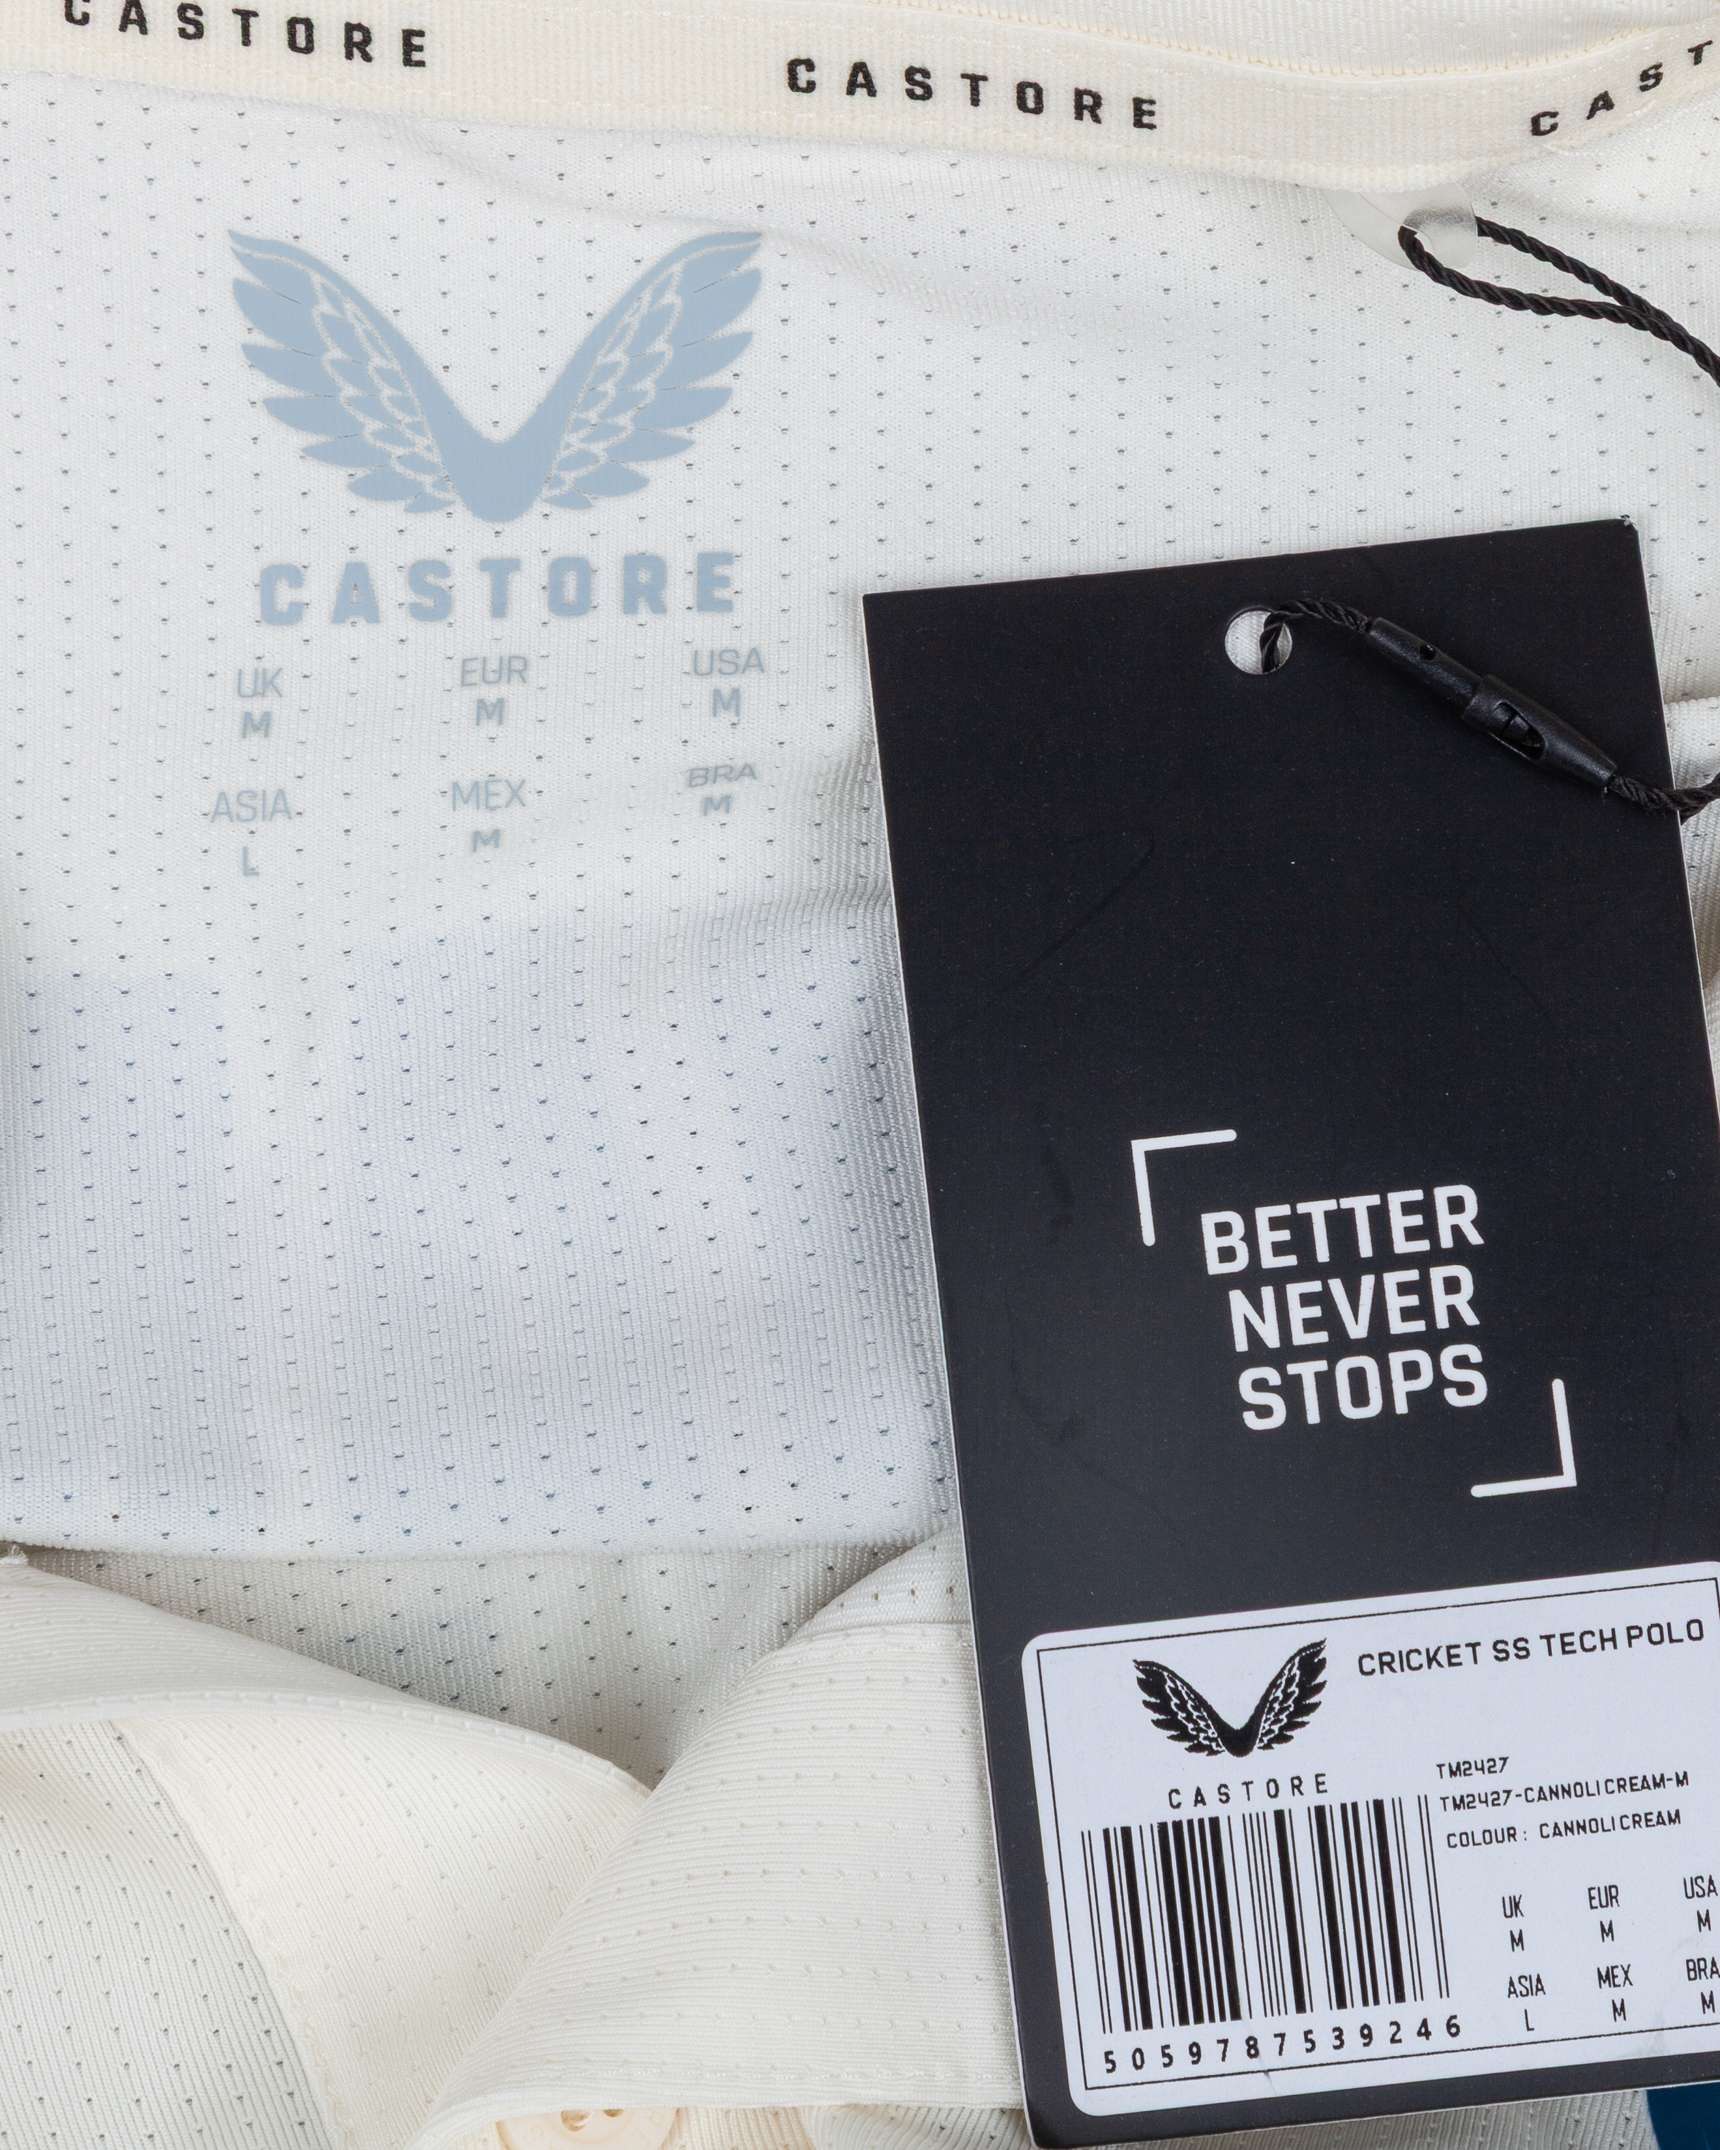 CASTORE CASTORE CAST
CASTORE
UK EUR USA
M M M
ASIA MEX BRA
L M M
BETTER
NEVER
STOPS
CRICKET SS TECH POLO
CASTORE
TM2427
TM2427-CANNOLI CREAM-M
COLOUR: CANNOLI CREAM
UK EUR USA
M M M
ASIA MEX BRA
L M M
5059787539246